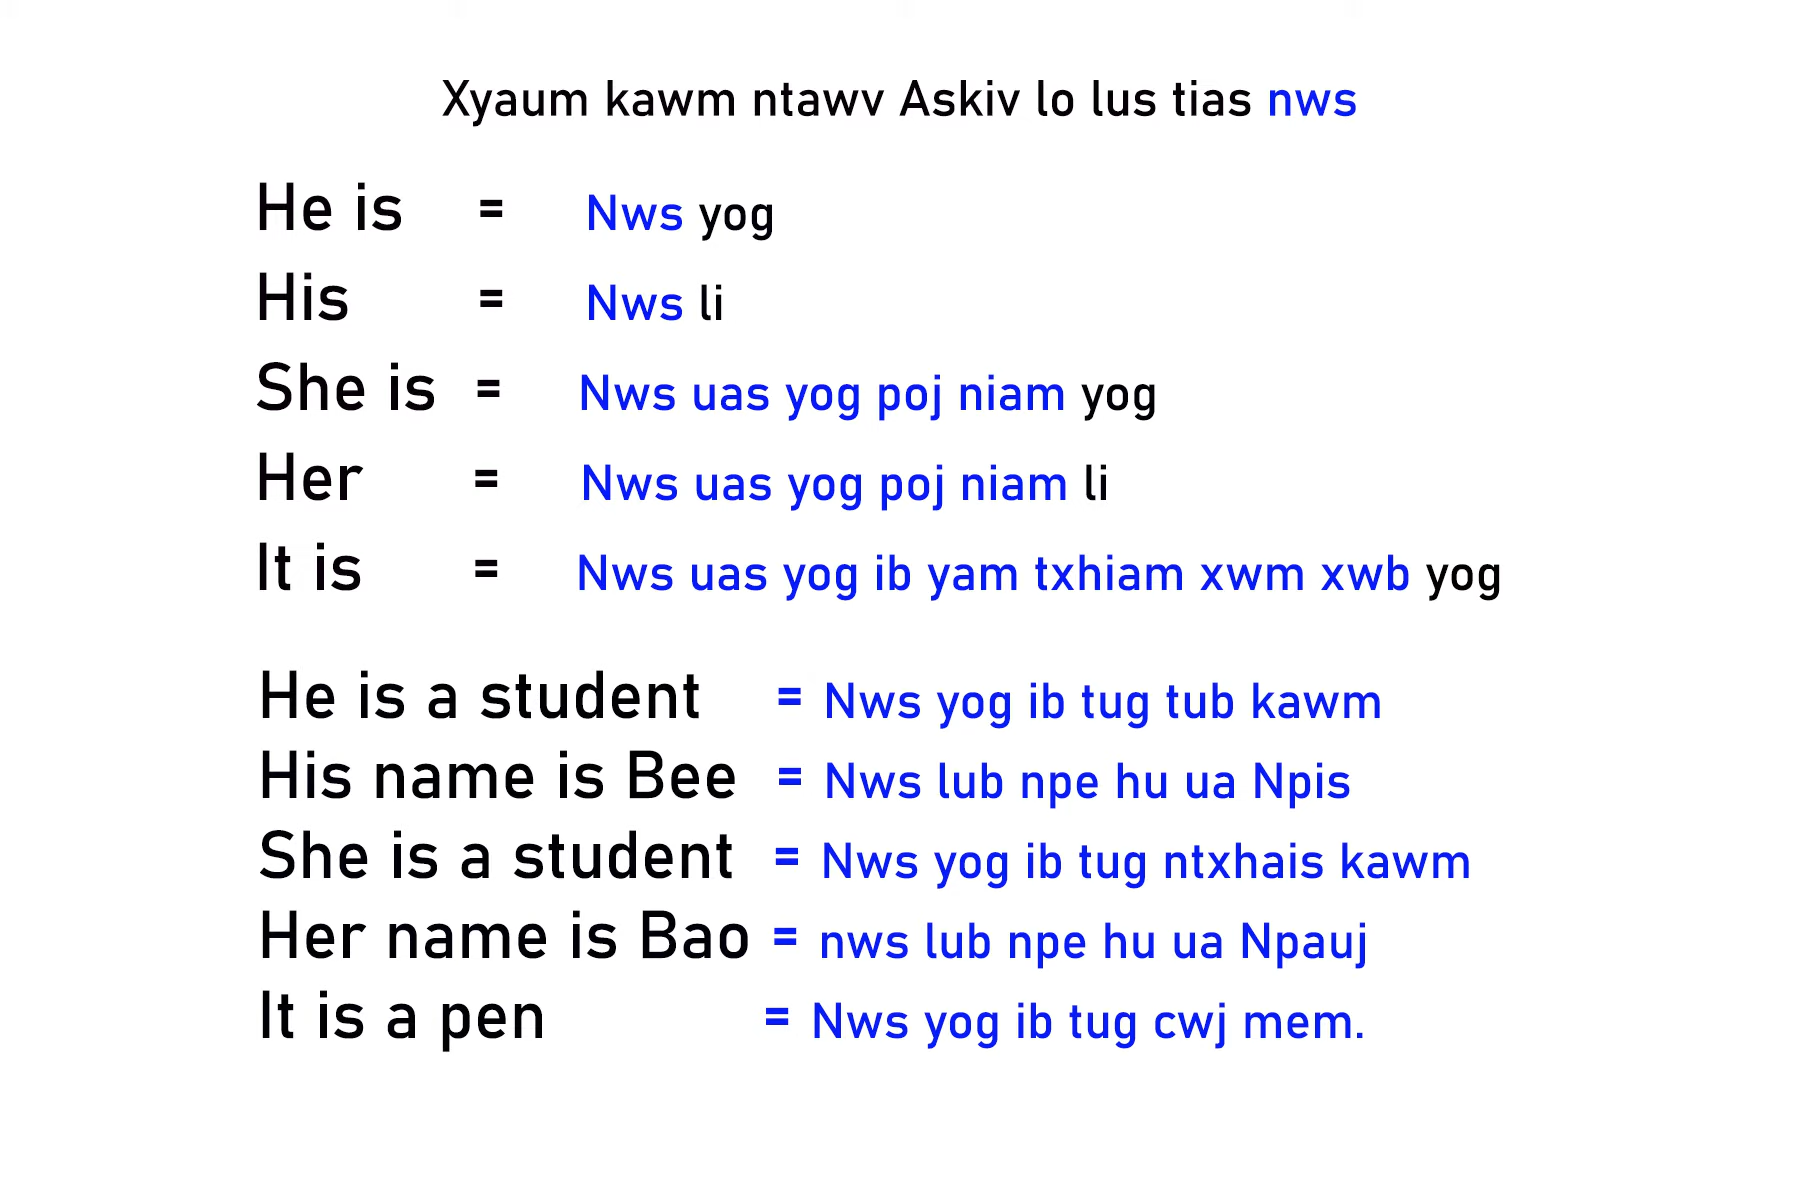 Xyaum kawm ntawv Askiv lo lus tias nws
He is = Nws yog
His = Nws li
She is = Nws uas yog poj niam yog
Her = Nws uas yog poj niam li
It is = Nws uas yog ib yam txhiam xwm xwb yog
He is a student = Nws yog ib tug tub kawm
His name is Bee = Nws lub npe hu ua Npis
She is a student = Nws yog ib tug ntxhais kawm
Her name is Bao = nws lub npe hu ua Npauj
It is a pen = Nws yog ib tug cwj mem.